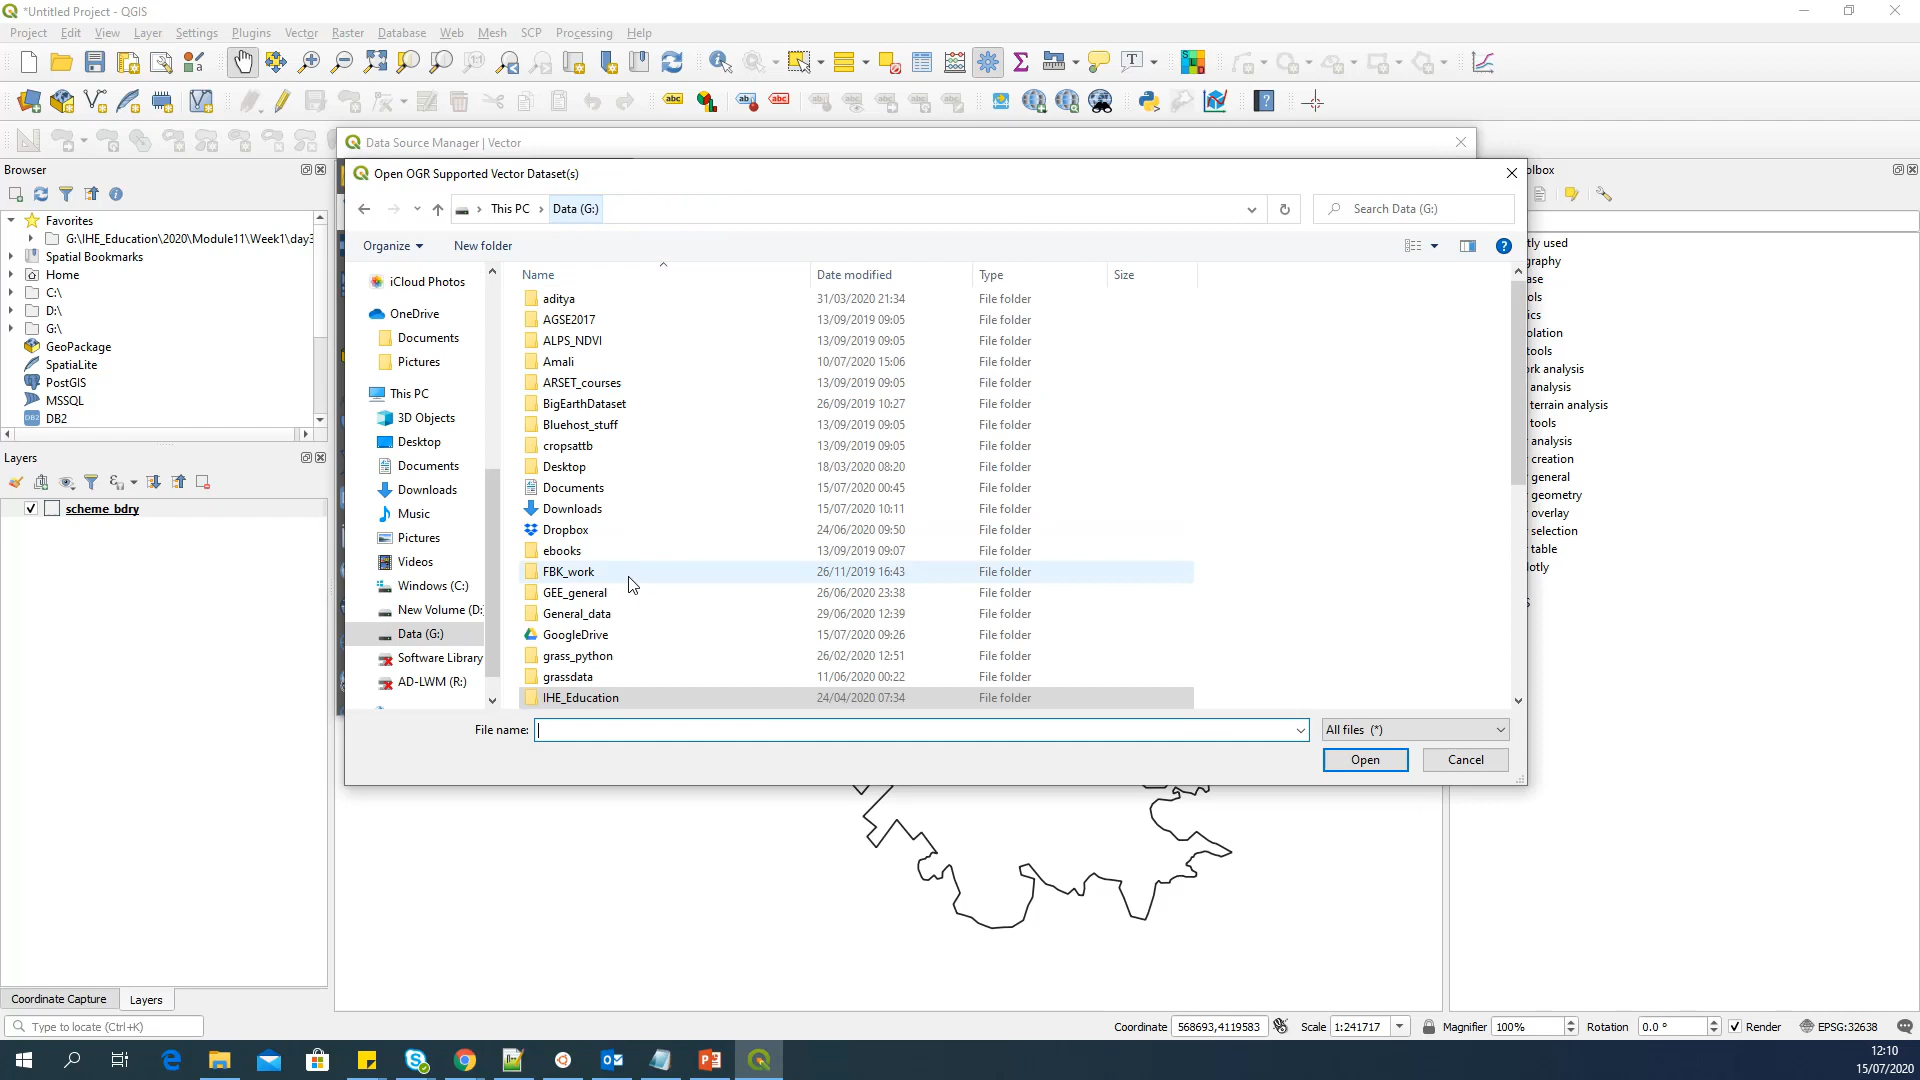 *Untitled Project - QGIS
Project Edit View Layer Settings Plugins Vector Raster Database Web Mesh SCP Processing Help
Data Source Manager | Vector
Browser
Open OGR Supported Vector Dataset(s)
lbox
This PC › Data (G:)
Search Data (G:)
Favorites
G:\IHE_Education\2020\Module11\Week1\day3
Spatial Bookmarks
Home
C:\
D:\
G:\
GeoPackage
SpatiaLite
PostGIS
MSSQL
DB2
Organize
New folder
iCloud Photos
OneDrive
Documents
Pictures
This PC
3D Objects
Desktop
Documents
Downloads
Music
Pictures
Videos
Windows (C:)
New Volume (D:
Data (G:)
Software Library
AD-LWM (R:)
Name Date modified Type Size
aditya 31/03/2020 21:34 File folder
AGSE2017 13/09/2019 09:05 File folder
ALPS_NDVI 13/09/2019 09:05 File folder
Amali 10/07/2020 15:06 File folder
ARSET_courses 13/09/2019 09:05 File folder
BigEarthDataset 26/09/2019 10:27 File folder
Bluehost_stuff 13/09/2019 09:05 File folder
cropsattb 13/09/2019 09:05 File folder
Desktop 18/03/2020 08:20 File folder
Documents 15/07/2020 00:45 File folder
Downloads 15/07/2020 10:11 File folder
Dropbox 24/06/2020 09:50 File folder
ebooks 13/09/2019 09:07 File folder
FBK_work 26/11/2019 16:43 File folder
GEE_general 26/06/2020 23:38 File folder
General_data 29/06/2020 12:39 File folder
GoogleDrive 15/07/2020 09:26 File folder
grass_python 26/02/2020 12:51 File folder
grassdata 11/06/2020 00:22 File folder
IHE_Education 24/04/2020 07:34 File folder
File name:
All files (*)
Open
Cancel
tly used
graphy
ase
ols
ics
olation
tools
rk analysis
analysis
terrain analysis
tools
r analysis
r creation
r general
r geometry
overlay
r selection
r table
otly
S
Layers
scheme_bdry
Coordinate Capture
Layers
Type to locate (Ctrl+K)
Coordinate 568693,4119583
Scale 1:241717
Magnifier 100%
Rotation 0.0 °
Render
EPSG:32638
12:10
15/07/2020